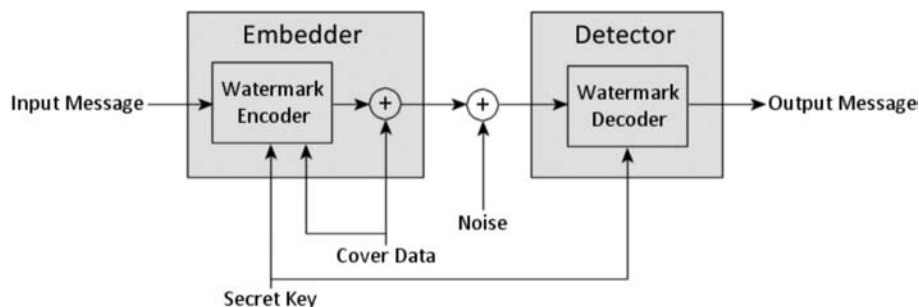 Embedder
Detector
Watermark
Encoder
Watermark
Decoder
Input Message
+
+
Output Message
Noise
Cover Data
Secret Key